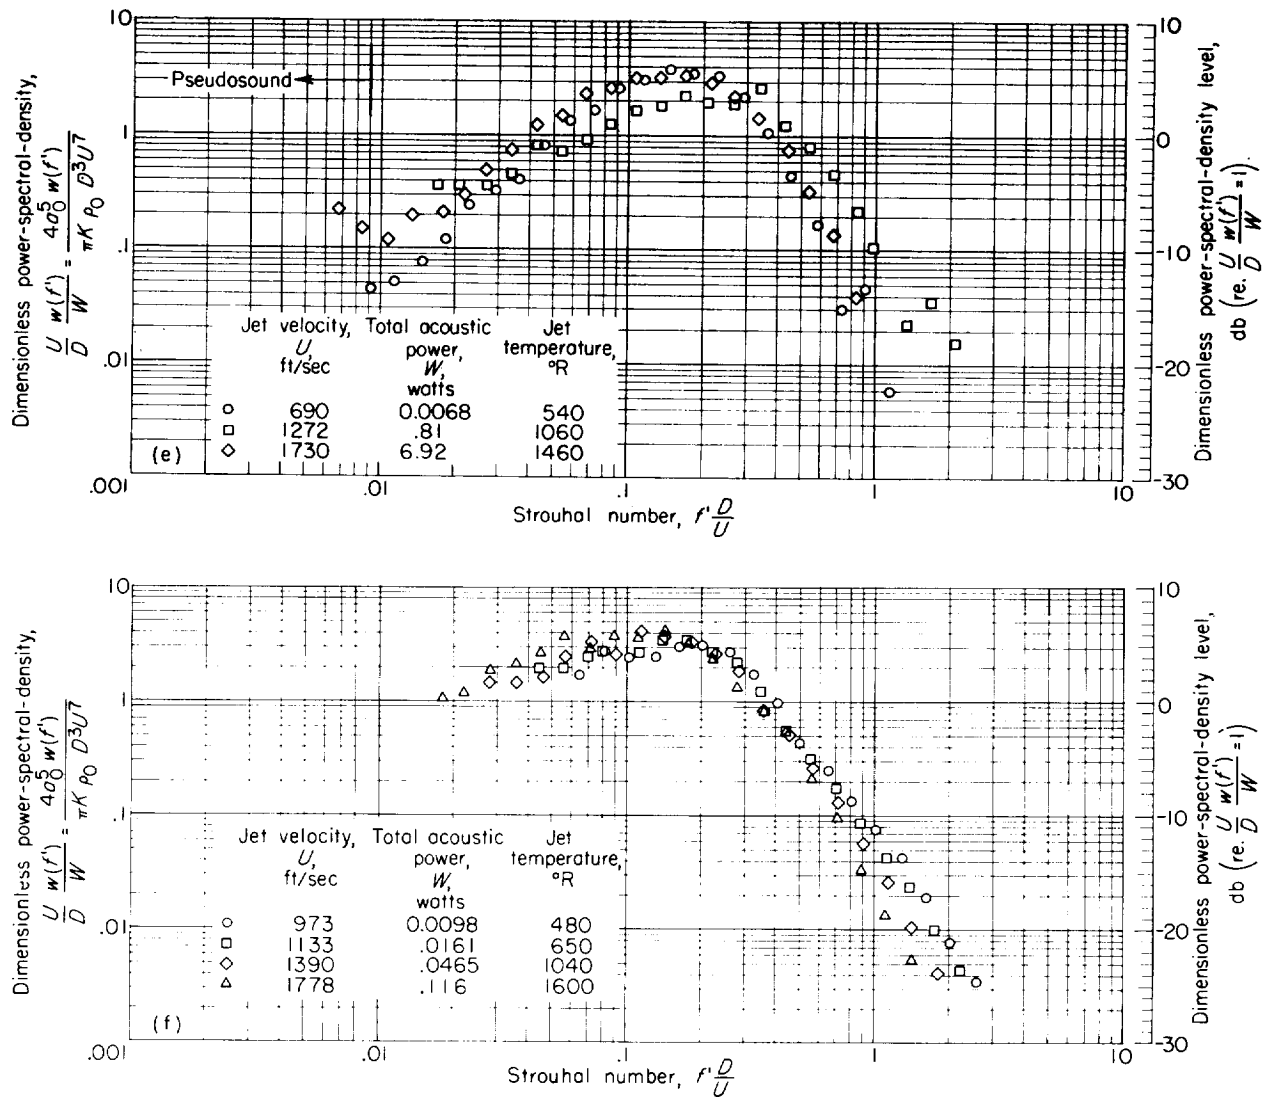 Dimensionless power-spectral-density,
U/D w(f')/W = 4a₀⁵ w(f') / πK ρ₀ D³U⁷
10
1
.1
.01
.001
Pseudosound
Jet velocity, U, ft/sec
Total acoustic power, W, watts
Jet temperature, °R
○ 690 0.0068 540
□ 1272 .81 1060
◇ 1730 6.92 1460
(e)
.001 .01 .1 1 10
Strouhal number, f' D/U
10
0
-10
-20
-30
Dimensionless power-spectral-density level,
db (re. U/D w(f')/W = 1)
Dimensionless power-spectral-density,
U/D w(f')/W = 4a₀⁵ w(f') / πK ρ₀ D³U⁷
10
1
.1
.01
.001
Jet velocity, U, ft/sec
Total acoustic power, W, watts
Jet temperature, °R
○ 973 0.0098 480
□ 1133 .0161 650
◇ 1390 .0465 1040
△ 1778 .116 1600
(f)
.01 .1 1 10
Strouhal number, f' D/U
10
0
-10
-20
-30
Dimensionless power-spectral-density level,
db (re. U/D w(f')/W = 1)